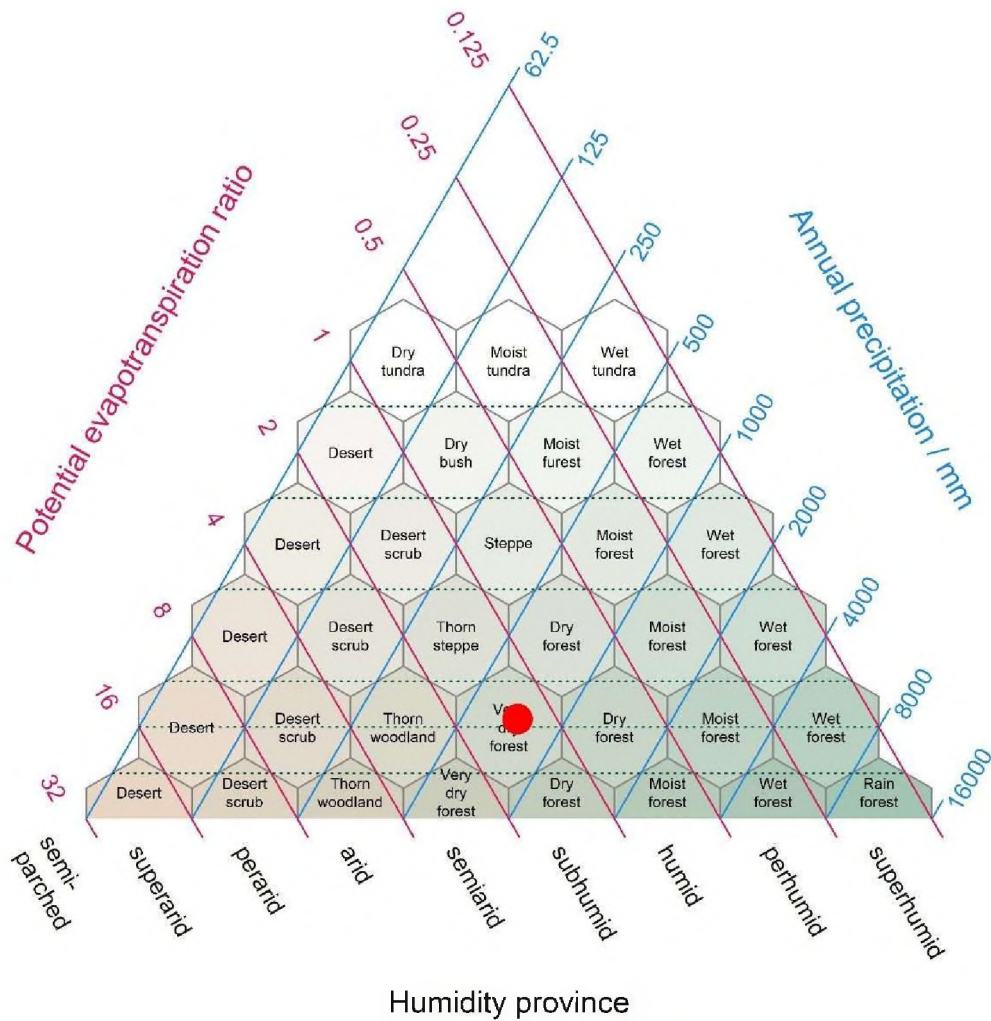 0.125
62.5
0.25
125
0.5
250
Potential evapotranspiration ratio
Annual precipitation / mm
1
500
Dry
tundra
Moist
tundra
Wet
tundra
2
1000
Desert
Dry
bush
Moist
furest
Wet
forest
4
2000
Desert
Desert
scrub
Steppe
Moist
forest
Wet
forest
8
4000
Desert
Desert
scrub
Thorn
steppe
Dry
forest
Moist
forest
Wet
forest
16
8000
Desert
Desert
scrub
Thorn
woodland
forest
Dry
forest
Moist
forest
Wet
forest
32
16000
Desert
Desert
scrub
Thorn
woodland
Very
dry
forest
Dry
forest
Moist
forest
Wet
forest
Rain
forest
semi-
parched
superarid
perarid
arid
semiarid
subhumid
humid
perhumid
superhumid
Humidity province